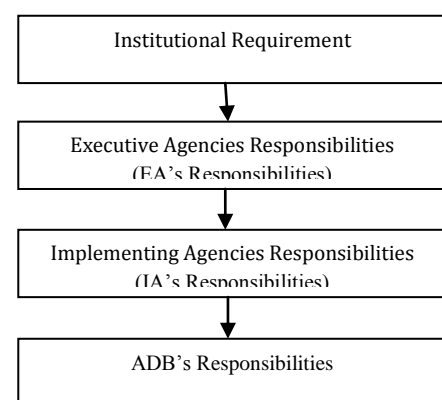 Institutional Requirement
Executive Agencies Responsibilities
(EA's Responsibilities)
Implementing Agencies Responsibilities
(IA's Responsibilities)
ADB's Responsibilities